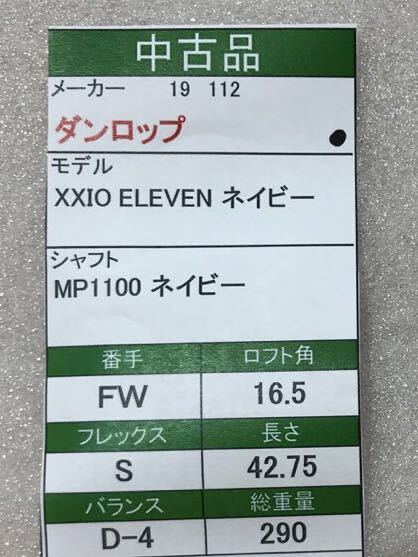 中古品
メーカー 19 112
ダンロップ
モデル
XXIO ELEVEN ネイビー
シャフト
MP1100 ネイビー
番手 ロフト角
FW 16.5
フレックス 長さ
S 42.75
バランス 総重量
D-4 290